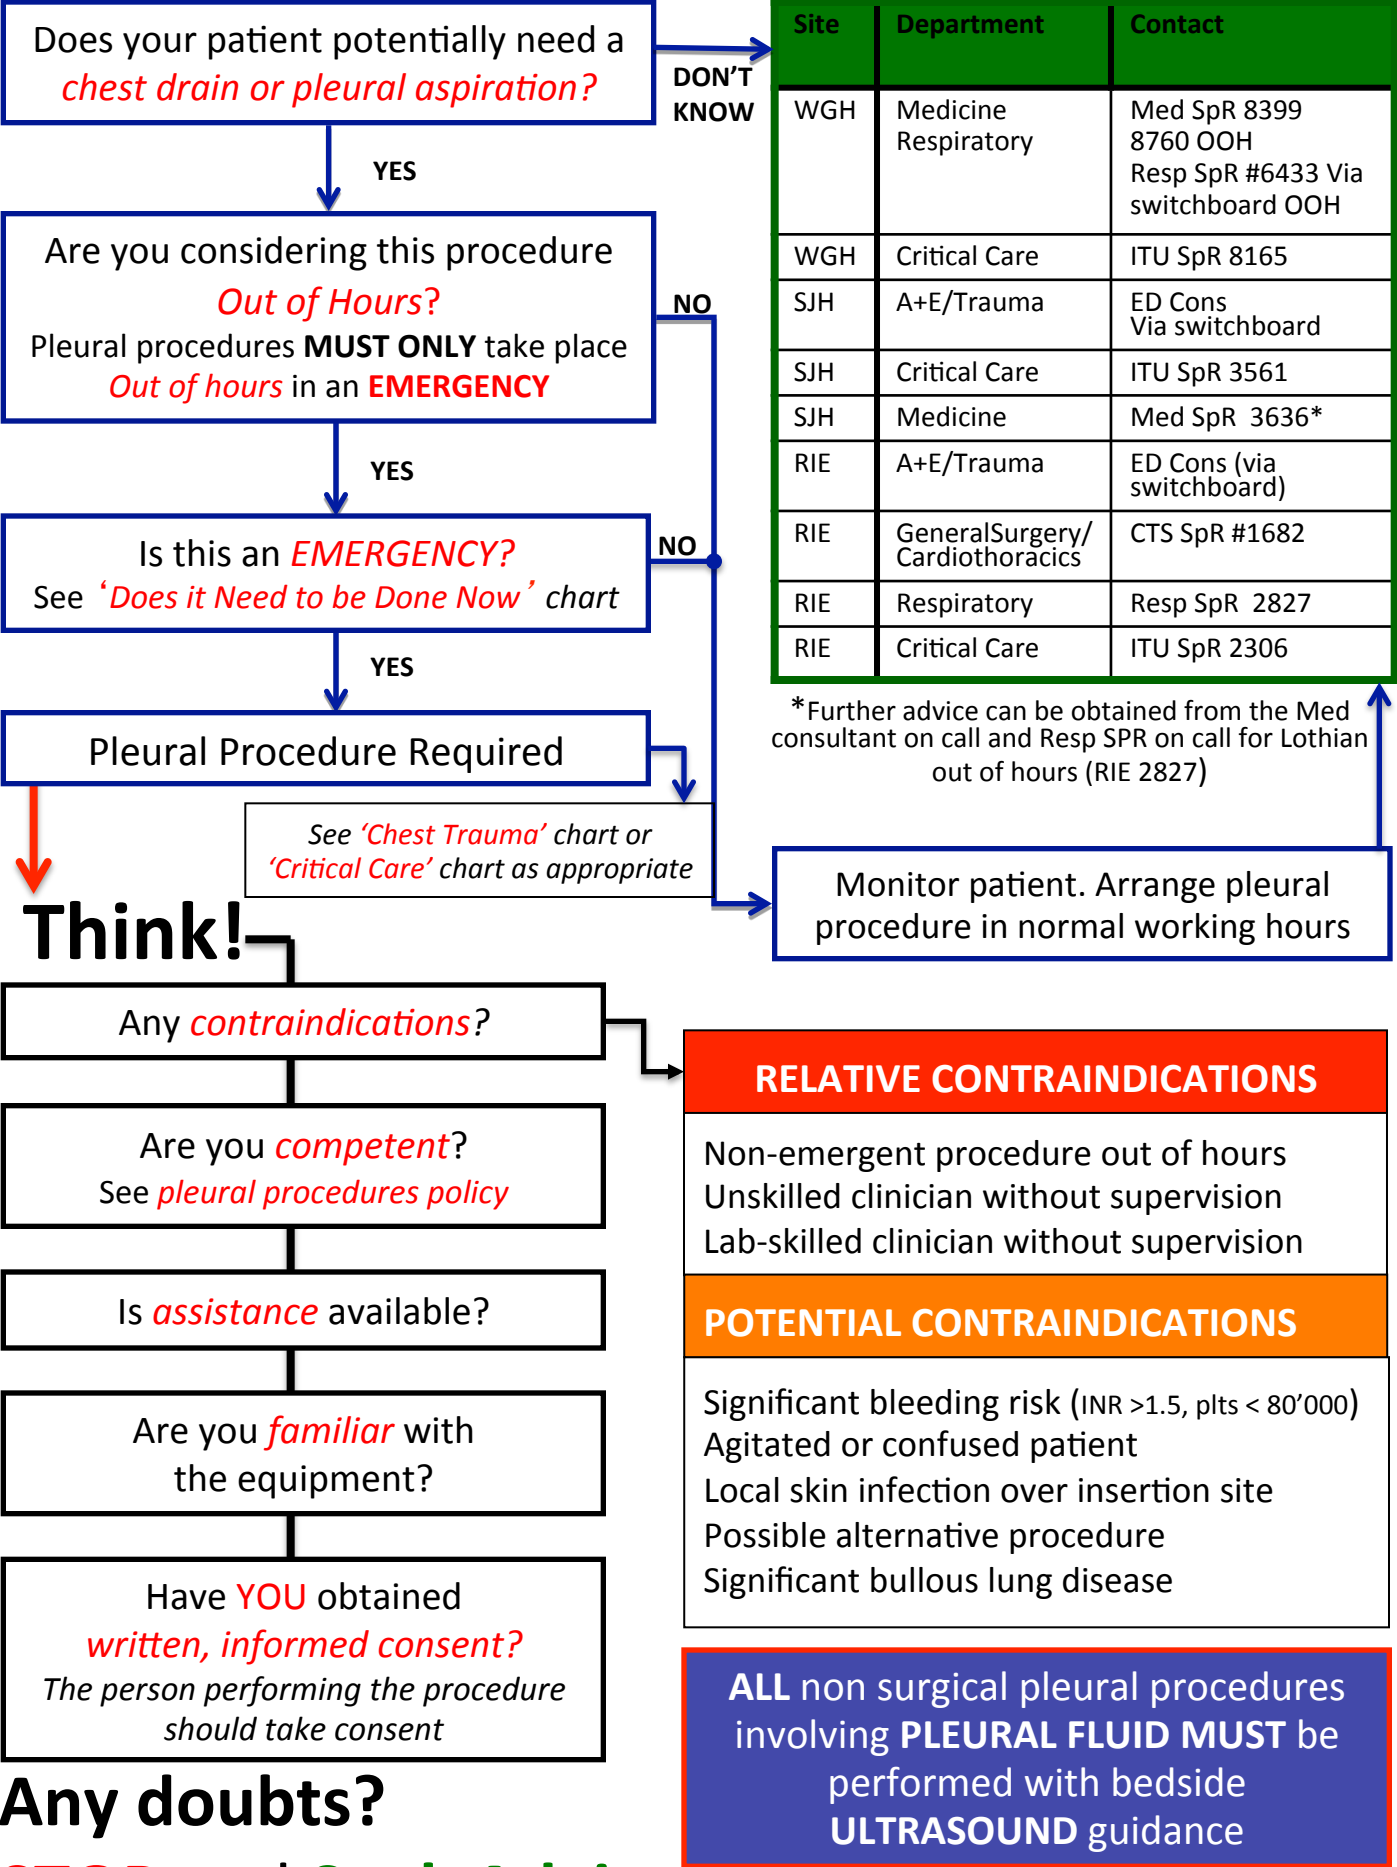 Does your patient potentially need a
chest drain or pleural aspiration?
DON'T
KNOW
YES
Are you considering this procedure
Out of Hours?
Pleural procedures MUST ONLY take place
Out of hours in an EMERGENCY
NO
YES
Is this an EMERGENCY?
See ‘Does it Need to be Done Now’ chart
NO
YES
Pleural Procedure Required
See ‘Chest Trauma’ chart or
‘Critical Care’ chart as appropriate
Site Department Contact
WGH Medicine Med SpR 8399
Respiratory 8760 OOH
Resp SpR #6433 Via
switchboard OOH
WGH Critical Care ITU SpR 8165
SJH A+E/Trauma ED Cons
Via switchboard
SJH Critical Care ITU SpR 3561
SJH Medicine Med SpR 3636*
RIE A+E/Trauma ED Cons (via
switchboard)
RIE GeneralSurgery/ CTS SpR #1682
Cardiothoracics
RIE Respiratory Resp SpR 2827
RIE Critical Care ITU SpR 2306
*Further advice can be obtained from the Med
consultant on call and Resp SPR on call for Lothian
out of hours (RIE 2827)
Monitor patient. Arrange pleural
procedure in normal working hours
Think!
Any contraindications?
Are you competent?
See pleural procedures policy
Is assistance available?
Are you familiar with
the equipment?
Have YOU obtained
written, informed consent?
The person performing the procedure
should take consent
RELATIVE CONTRAINDICATIONS
Non-emergent procedure out of hours
Unskilled clinician without supervision
Lab-skilled clinician without supervision
POTENTIAL CONTRAINDICATIONS
Significant bleeding risk (INR >1.5, plts < 80’000)
Agitated or confused patient
Local skin infection over insertion site
Possible alternative procedure
Significant bullous lung disease
ALL non surgical pleural procedures
involving PLEURAL FLUID MUST be
performed with bedside
ULTRASOUND guidance
Any doubts?